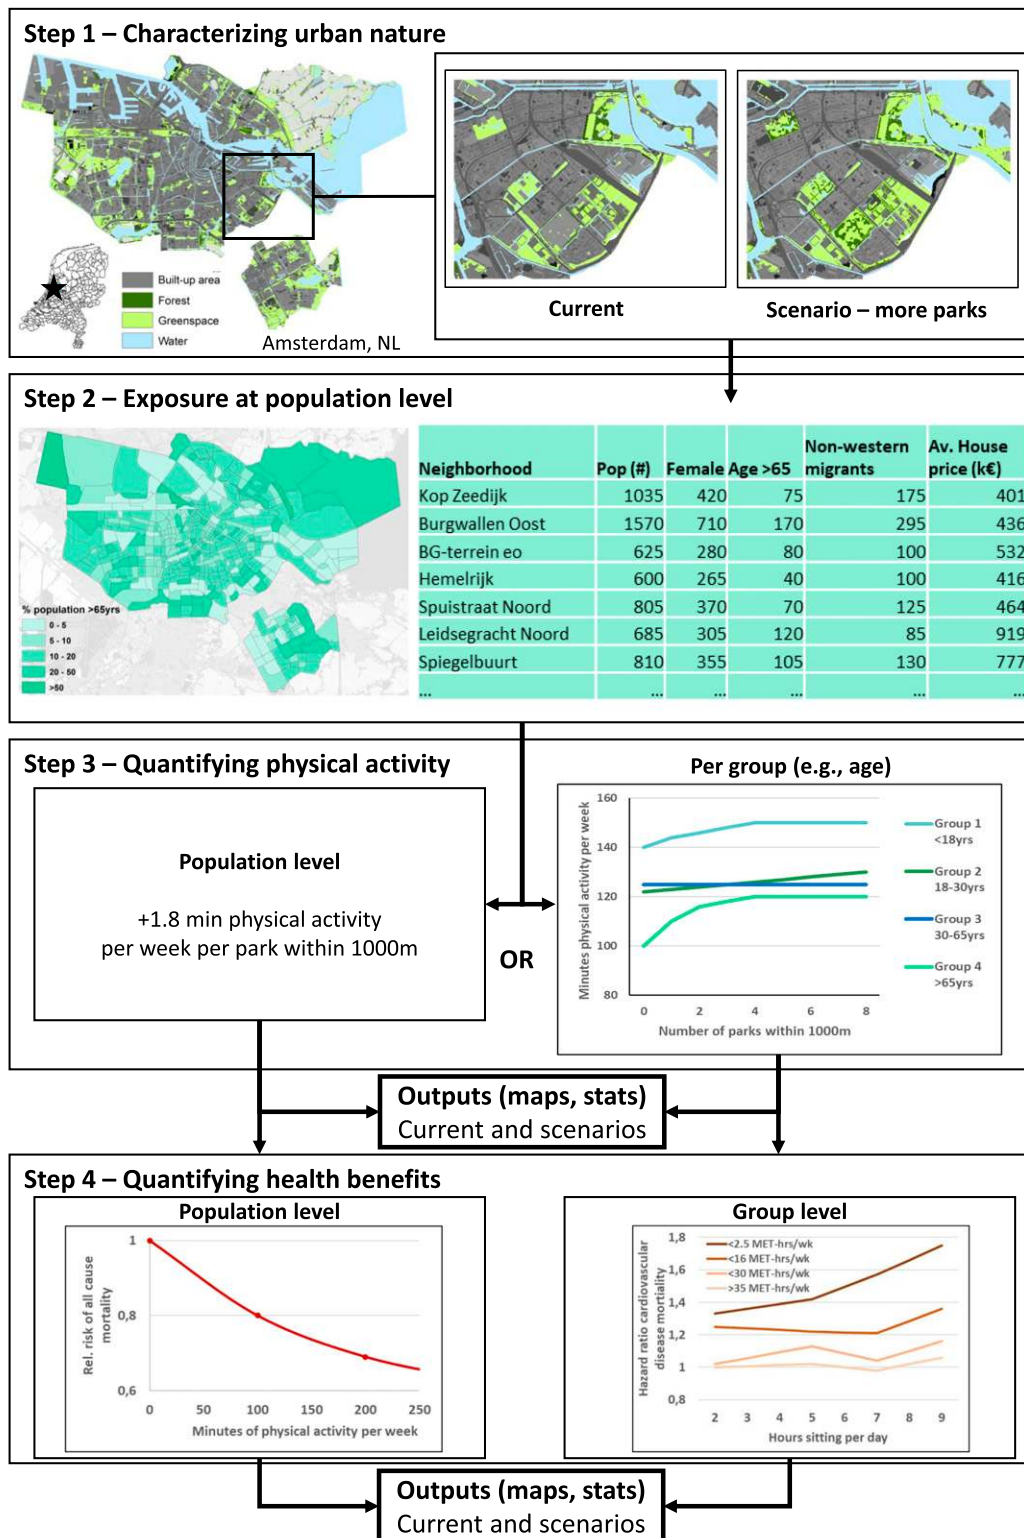 Step 1 – Characterizing urban nature
Built-up area
Forest
Greenspace
Water
Amsterdam, NL
Current
Scenario – more parks
Step 2 – Exposure at population level
% population >65yrs
0 - 5
5 - 10
10 - 20
20 - 50
>50
Neighborhood Pop (#) Female Age >65 Non-western migrants Av. House price (k€)
Kop Zeedijk 1035 420 75 175 401
Burgwallen Oost 1570 710 170 295 436
BG-terrein eo 625 280 80 100 532
Hemelrijk 600 265 40 100 416
Spuistraat Noord 805 370 70 125 464
Leidsegracht Noord 685 305 120 85 919
Spiegelbuurt 810 355 105 130 777
... ... ... ... ... ...
Step 3 – Quantifying physical activity
Population level
+1.8 min physical activity
per week per park within 1000m
OR
Per group (e.g., age)
Minutes physical activity per week
160
140
120
100
80
0 2 4 6 8
Number of parks within 1000m
Group 1
<18yrs
Group 2
18-30yrs
Group 3
30-65yrs
Group 4
>65yrs
Outputs (maps, stats)
Current and scenarios
Step 4 – Quantifying health benefits
Population level
Rel. risk of all cause
mortality
1
0,8
0,6
0 50 100 150 200 250
Minutes of physical activity per week
Group level
Hazard ratio cardiovascular
disease mortiality
1,8
1,6
1,4
1,2
1
0,8
<2.5 MET-hrs/wk
<16 MET-hrs/wk
<30 MET-hrs/wk
>35 MET-hrs/wk
2 3 4 5 6 7 8 9
Hours sitting per day
Outputs (maps, stats)
Current and scenarios